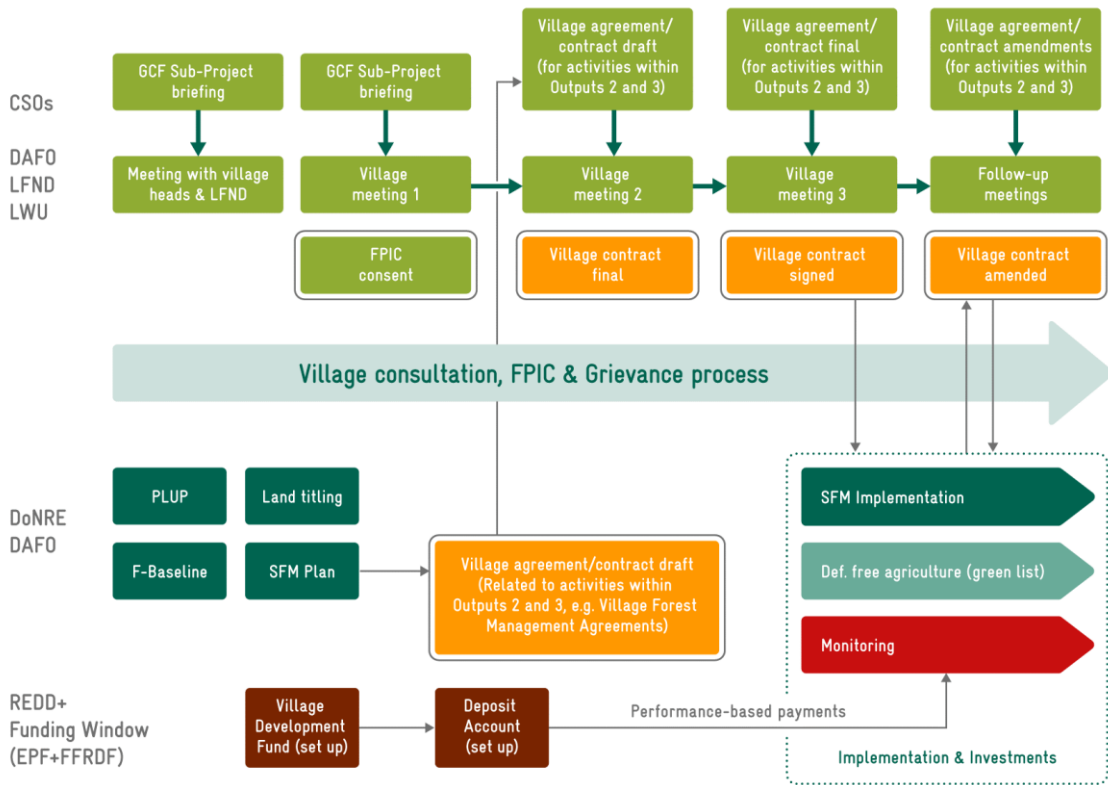 CSOs
GCF Sub-Project
briefing
GCF Sub-Project
briefing
Village agreement/
contract draft
(for activities within
Outputs 2 and 3)
Village agreement/
contract final
(for activities within
Outputs 2 and 3)
Village agreement/
contract amendments
(for activities within
Outputs 2 and 3)
DAFO
LFND
LWU
Meeting with village
heads & LFND
Village
meeting 1
Village
meeting 2
Village
meeting 3
Follow-up
meetings
FPIC
consent
Village contract
final
Village contract
signed
Village contract
amended
Village consultation, FPIC & Grievance process
DoNRE
DAFO
PLUP
Land titling
F-Baseline
SFM Plan
Village agreement/contract draft
(Related to activities within
Outputs 2 and 3, e.g. Village Forest
Management Agreements)
SFM Implementation
Def. free agriculture (green list)
Monitoring
REDD+
Funding Window
(EPF+FFRDF)
Village
Development
Fund (set up)
Deposit
Account
(set up)
Performance-based payments
Implementation & Investments